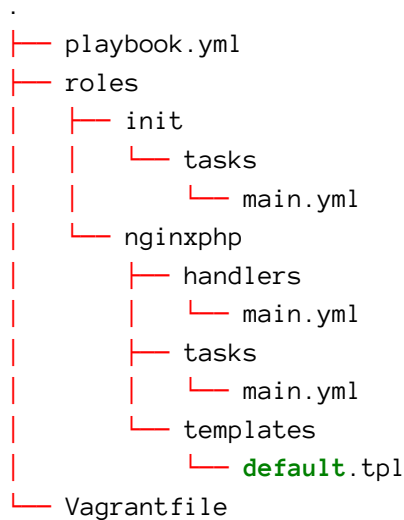 .
├── playbook.yml
├── roles
│   ├── init
│   │   └── tasks
│   │       └── main.yml
│   └── nginxphp
│       ├── handlers
│       │   └── main.yml
│       ├── tasks
│       │   └── main.yml
│       └── templates
│           └── default.tpl
└── Vagrantfile